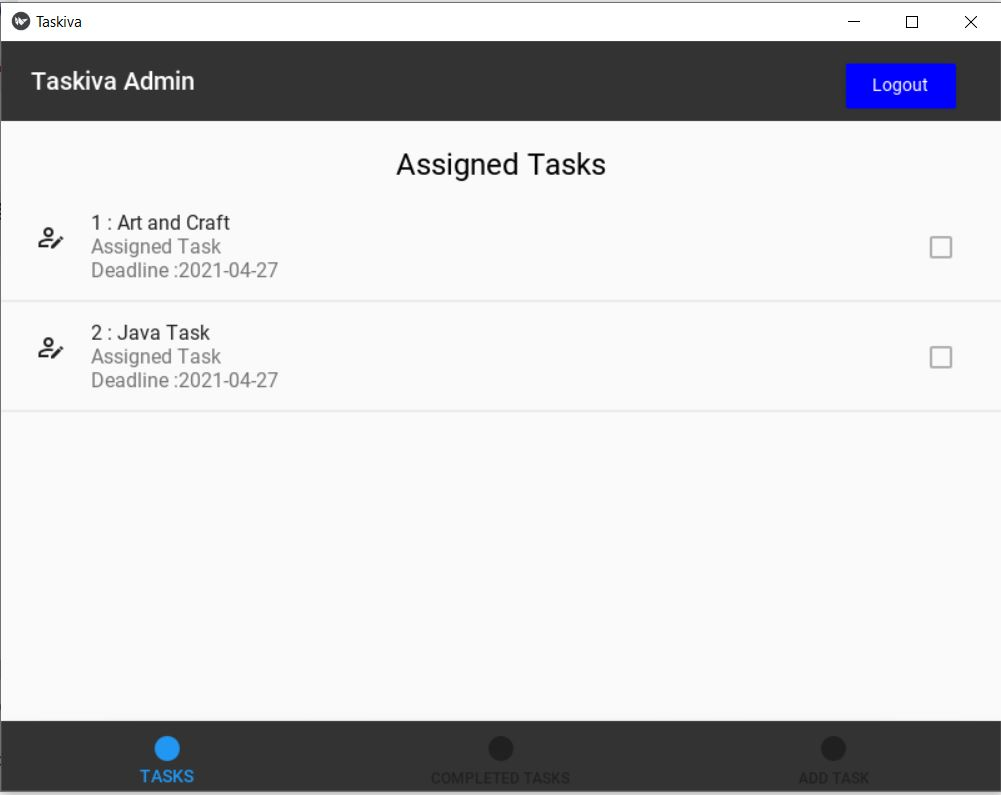 Taskiva
Taskiva Admin
Logout
Assigned Tasks
1 : Art and Craft
Assigned Task
Deadline :2021-04-27
2 : Java Task
Assigned Task
Deadline :2021-04-27
TASKS
COMPLETED TASKS
ADD TASK